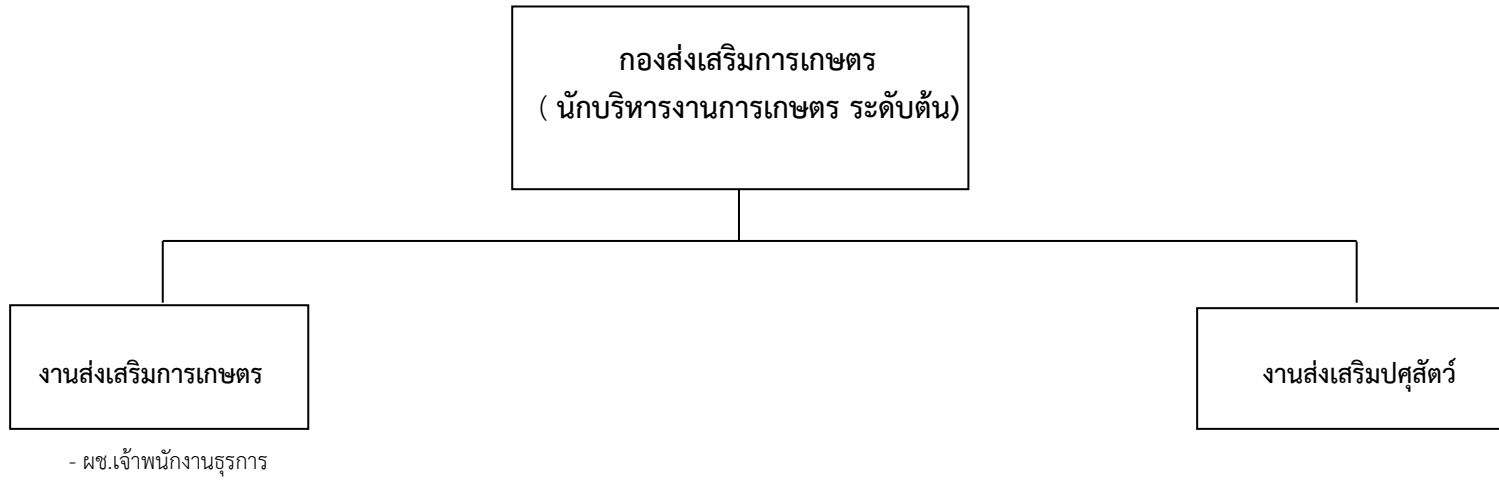 กองส่งเสริมการเกษตร
( นักบริหารงานการเกษตร ระดับต้น)
งานส่งเสริมการเกษตร
งานส่งเสริมปศุสัตว์
- ผช.เจ้าพนักงานธุรการ